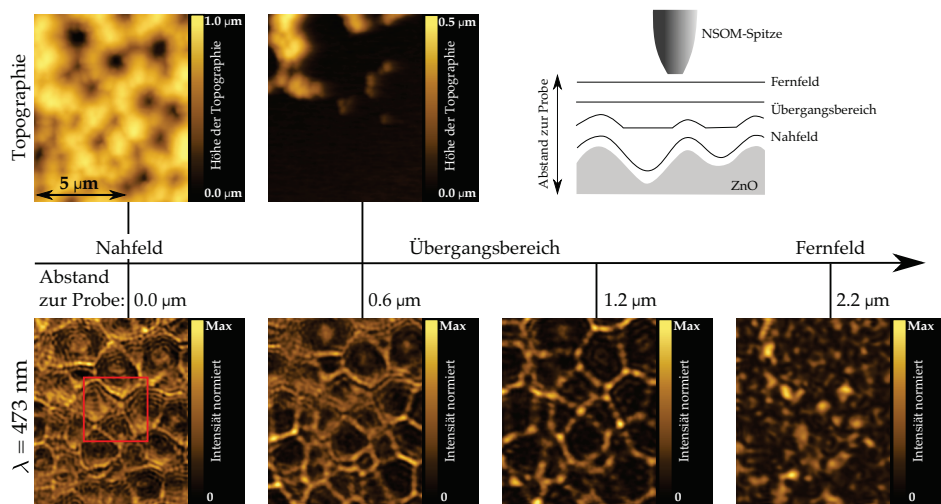 Topographie
1.0 µm
Höhe der Topographie
0.0 µm
5 µm
0.5 µm
Höhe der Topographie
0.0 µm
NSOM-Spitze
Abstand zur Probe
Fernfeld
Übergangsbereich
Nahfeld
ZnO
Nahfeld
Übergangsbereich
Fernfeld
Abstand
zur Probe:
0.0 µm
0.6 µm
1.2 µm
2.2 µm
λ = 473 nm
Max
Intensiät normiert
0
Max
Intensiät normiert
0
Max
Intensiät normiert
0
Max
Intensiät normiert
0